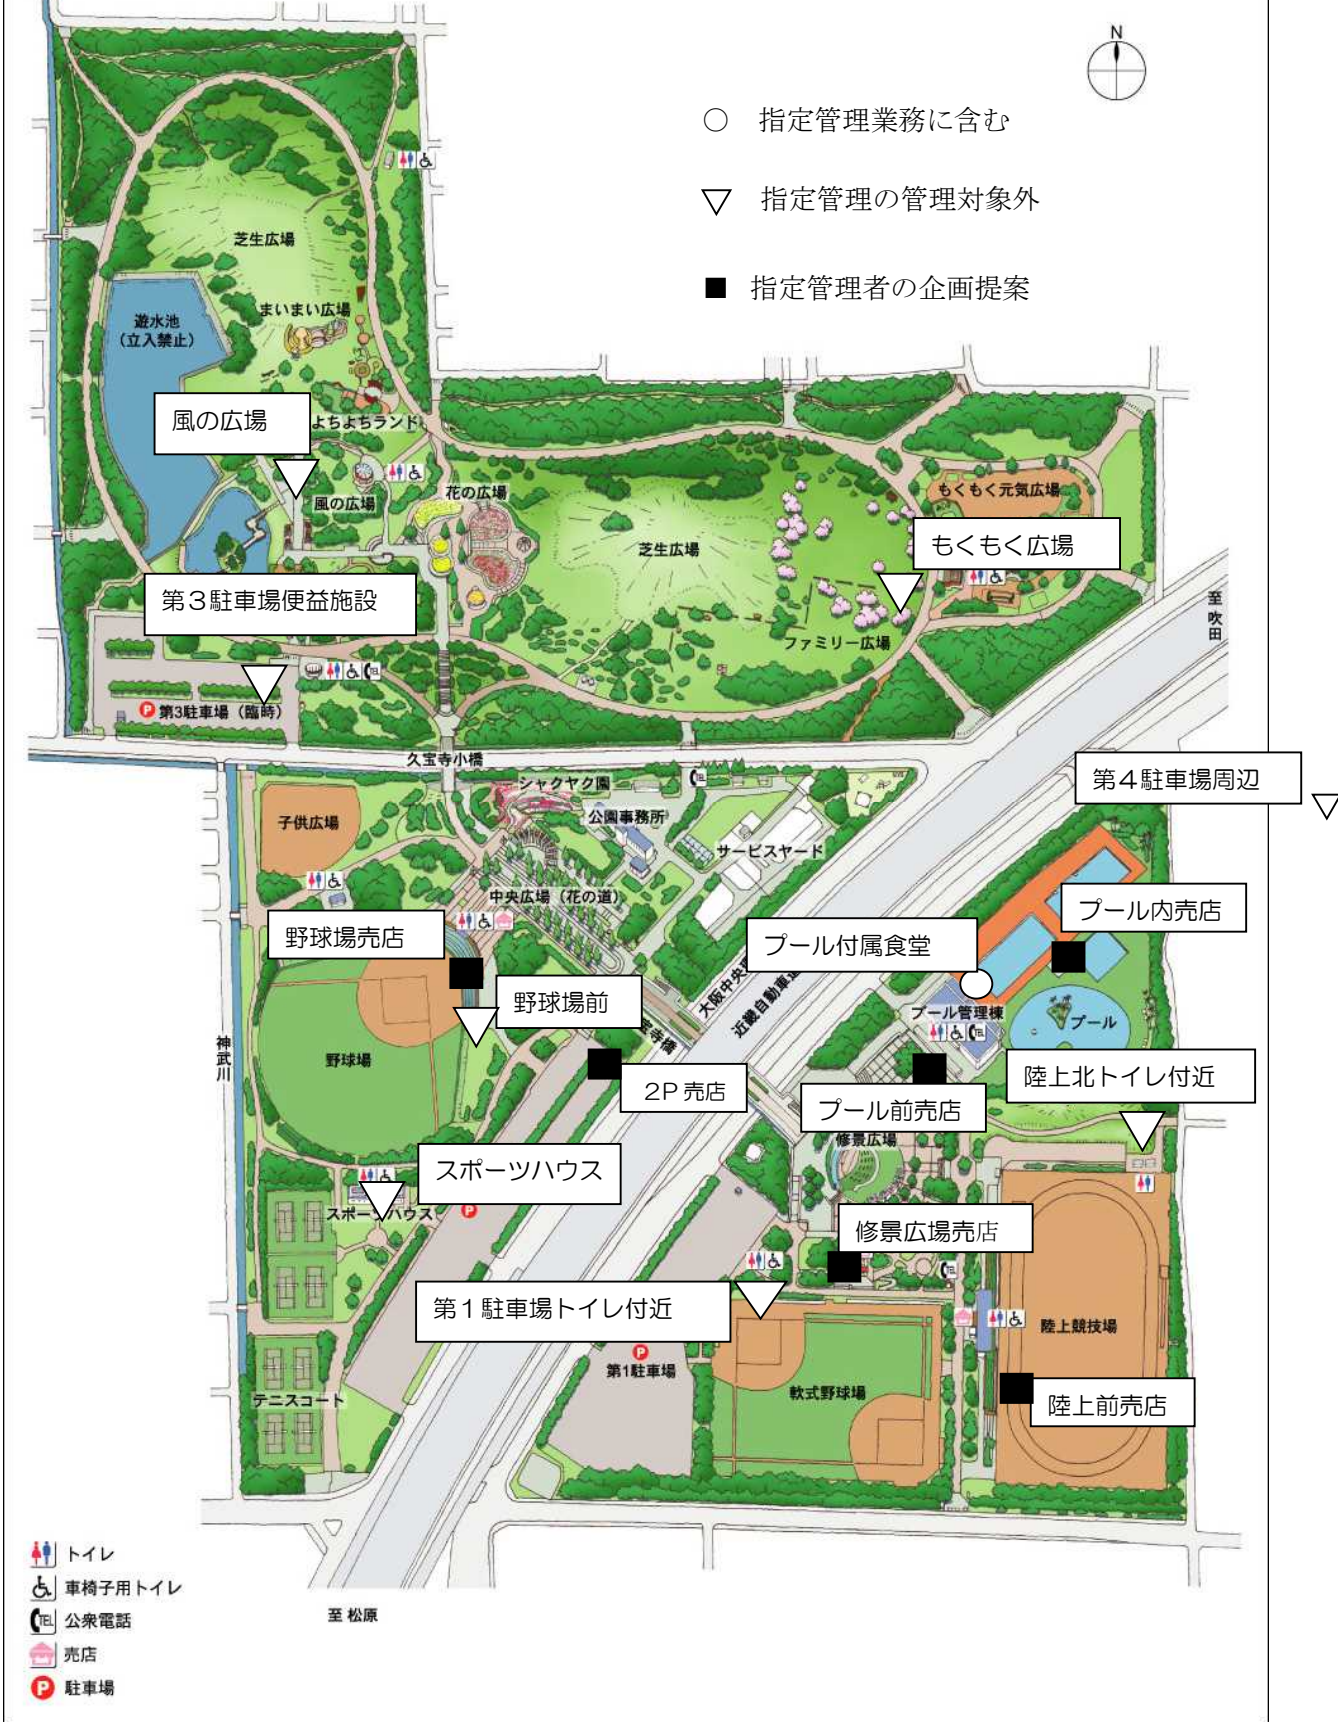 N
○ 指定管理業務に含む
▽ 指定管理の管理対象外
■ 指定管理者の企画提案
芝生広場
まいまい広場
遊水池
(立入禁止)
風の広場
よちよちランド
風の広場
花の広場
もくもく元気広場
芝生広場
もくもく広場
第3駐車場便益施設
至吹田
ファミリー広場
TEL
P 第3駐車場(臨時)
久宝寺小橋
シャクヤク園
TEL
第4駐車場周辺
子供広場
公園事務所
サービスヤード
中央広場(花の道)
プール内売店
野球場売店
プール付属食堂
大阪中央環
近畿自動車道
野球場前
プール管理棟
TEL
プール
神武川
野球場
宝寺橋
2P売店
陸上北トイレ付近
プール前売店
修景広場
スポーツハウス
スポーツハウス
P
修景広場売店
TEL
第1駐車場トイレ付近
陸上競技場
P
第1駐車場
軟式野球場
テニスコート
陸上前売店
トイレ
車椅子用トイレ
TEL 公衆電話
売店
P 駐車場
至松原